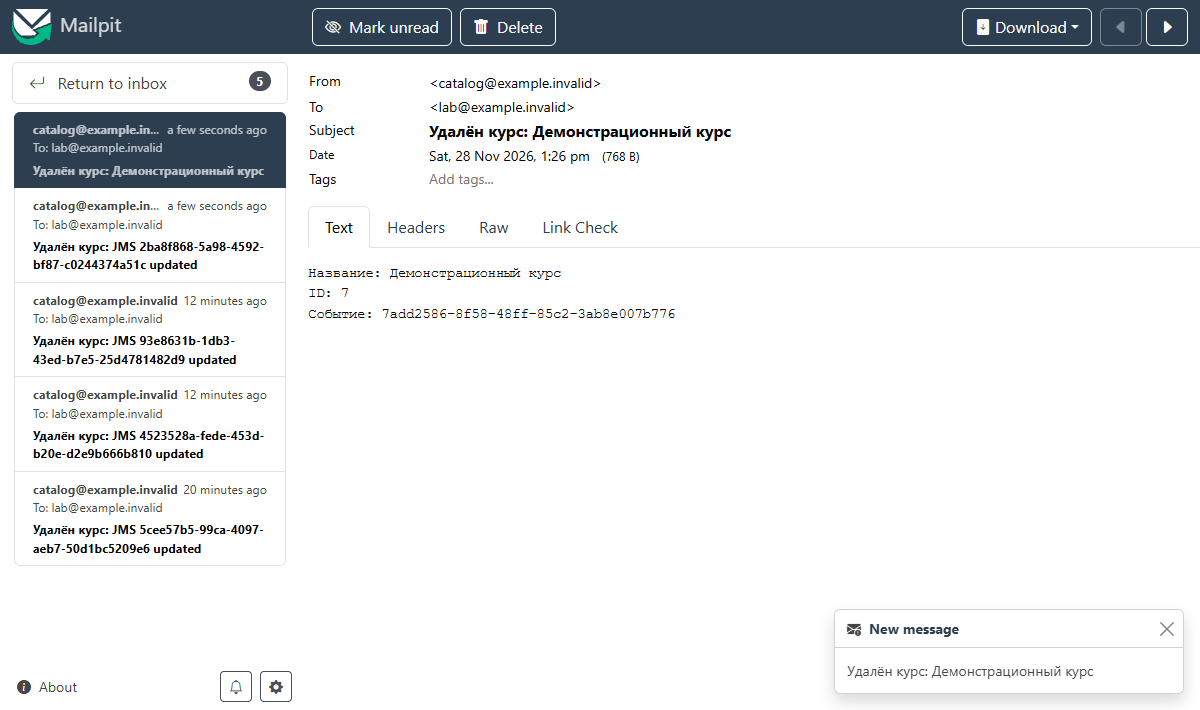 Mailpit
Mark unread
Delete
Download
Return to inbox
5
catalog@example.in... a few seconds ago
To: lab@example.invalid
Удалён курс: Демонстрационный курс
catalog@example.in... a few seconds ago
To: lab@example.invalid
Удалён курс: JMS 2ba8f868-5a98-4592-
bf87-c0244374a51c updated
catalog@example.invalid 12 minutes ago
To: lab@example.invalid
Удалён курс: JMS 93e8631b-1db3-
43ed-b7e5-25d4781482d9 updated
catalog@example.invalid 12 minutes ago
To: lab@example.invalid
Удалён курс: JMS 4523528a-fede-453d-
b20e-d2e9b666b810 updated
catalog@example.invalid 20 minutes ago
To: lab@example.invalid
Удалён курс: JMS 5cee57b5-99ca-4097-
aeb7-50d1bc5209e6 updated
About
From <catalog@example.invalid>
To <lab@example.invalid>
Subject Удалён курс: Демонстрационный курс
Date Sat, 28 Nov 2026, 1:26 pm (768 B)
Tags Add tags...
Text Headers Raw Link Check
Название: Демонстрационный курс
ID: 7
Событие: 7add2586-8f58-48ff-85c2-3ab8e007b776
New message
Удалён курс: Демонстрационный курс